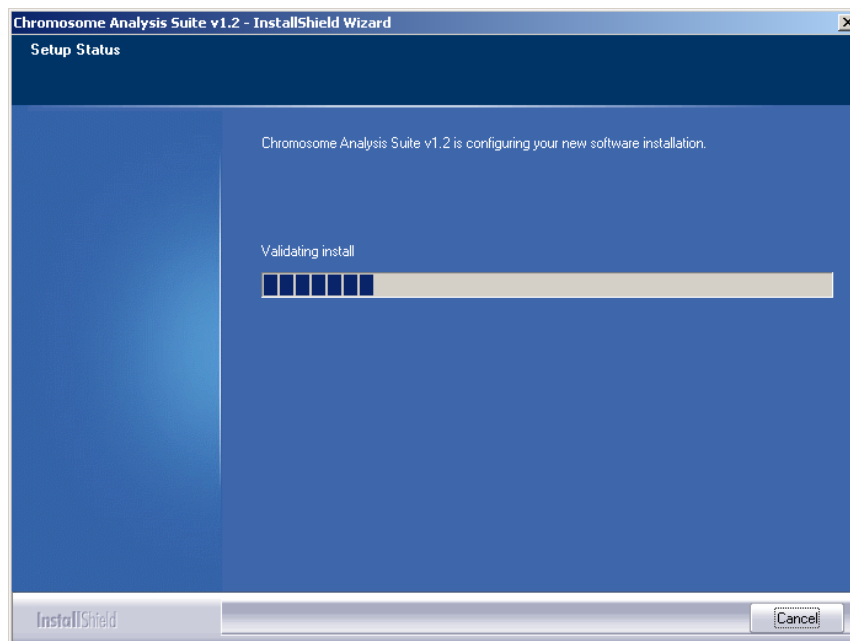 Chromosome Analysis Suite v1.2 - InstallShield Wizard
Setup Status
Chromosome Analysis Suite v1.2 is configuring your new software installation.
Validating install
InstallShield
Cancel